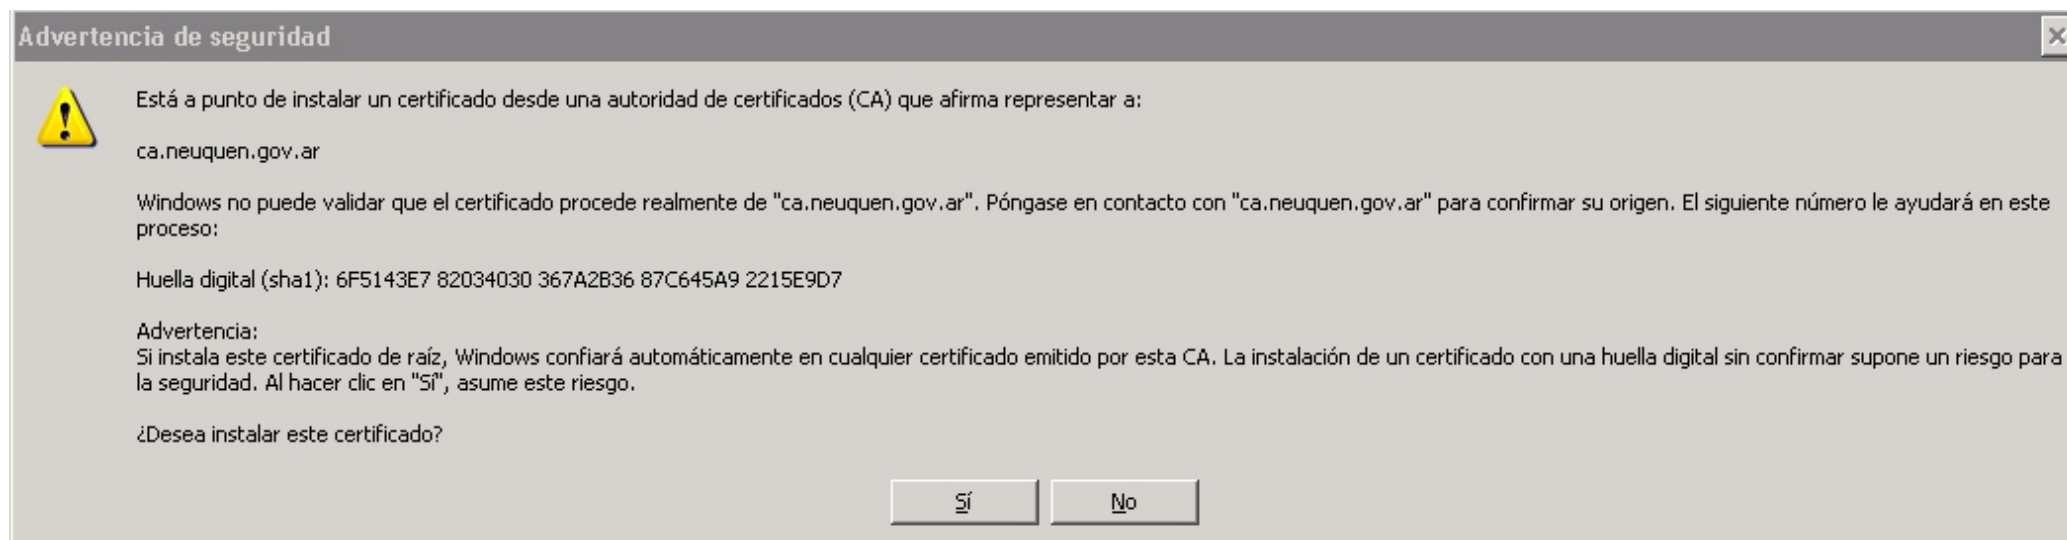 Advertencia de seguridad
Está a punto de instalar un certificado desde una autoridad de certificados (CA) que afirma representar a:
ca.neuquen.gov.ar
Windows no puede validar que el certificado procede realmente de "ca.neuquen.gov.ar". Póngase en contacto con "ca.neuquen.gov.ar" para confirmar su origen. El siguiente número le ayudará en este
proceso:
Huella digital (sha1): 6F5143E7 82034030 367A2B36 87C645A9 2215E9D7
Advertencia:
Si instala este certificado de raíz, Windows confiará automáticamente en cualquier certificado emitido por esta CA. La instalación de un certificado con una huella digital sin confirmar supone un riesgo para
la seguridad. Al hacer clic en "Sí", asume este riesgo.
¿Desea instalar este certificado?
Sí No